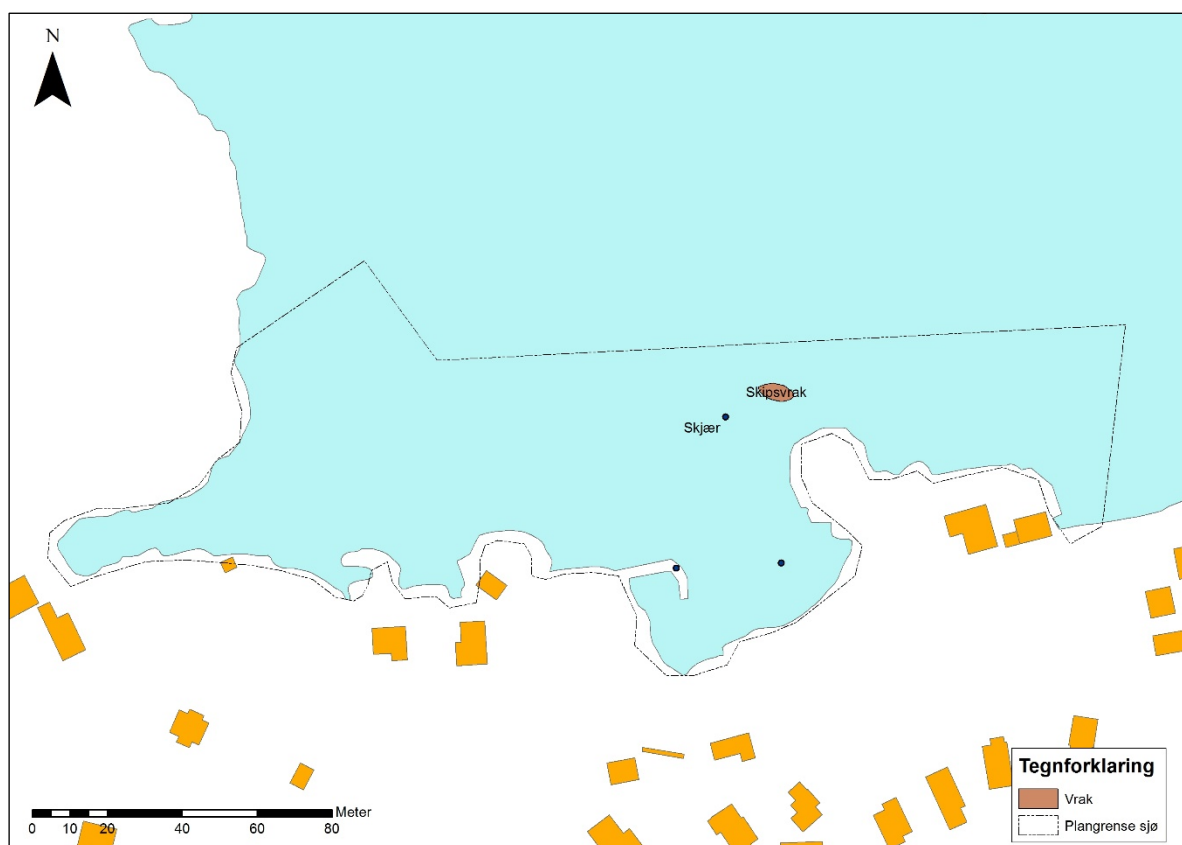 N
Skipsvrak
Skjær
Tegnforklaring
Vrak
Plangrense sjø
Meter
0 10 20 40 60 80